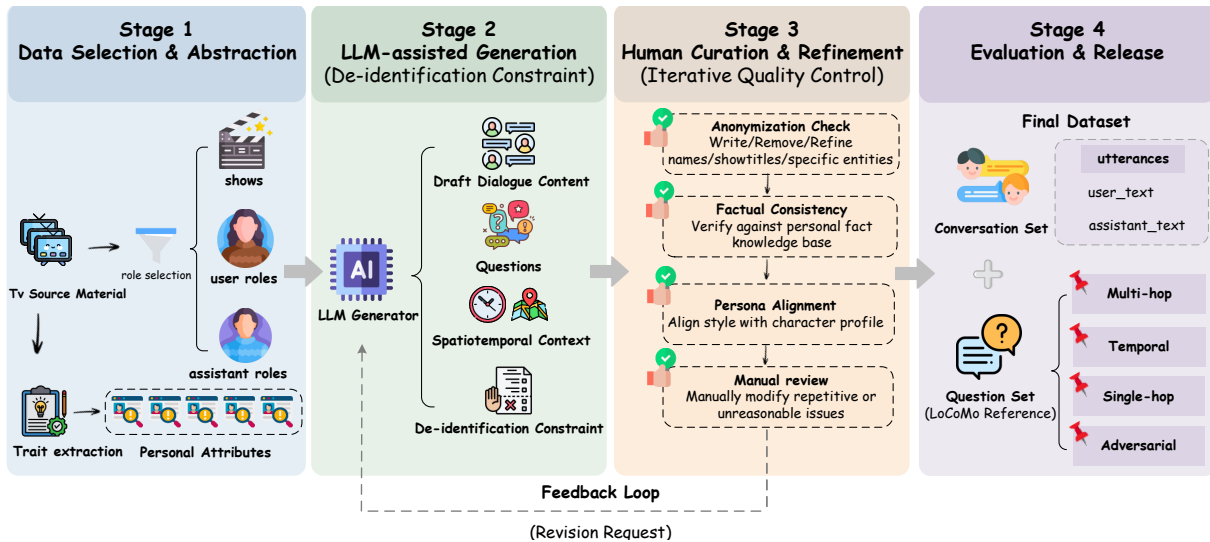 Stage 1
Data Selection & Abstraction
shows
Tv Source Material
role selection
user roles
assistant roles
Trait extraction
Personal Attributes
Stage 2
LLM-assisted Generation
(De-identification Constraint)
AI
LLM Generator
Draft Dialogue Content
Questions
Spatiotemporal Context
De-identification Constraint
Stage 3
Human Curation & Refinement
(Iterative Quality Control)
Anonymization Check
Write/Remove/Refine
names/showtitles/specific entities
Factual Consistency
Verify against personal fact
knowledge base
Persona Alignment
Align style with character profile
Manual review
Manually modify repetitive or
unreasonable issues
Feedback Loop
(Revision Request)
Stage 4
Evaluation & Release
Final Dataset
Conversation Set
utterances
user_text
assistant_text
Question Set
(LoCoMo Reference)
Multi-hop
Temporal
Single-hop
Adversarial